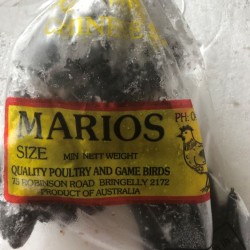 MARIOS
PH:
SIZE MIN NETT WEIGHT
QUALITY POULTRY AND GAME BIRDS
75 ROBINSON ROAD BRINGELLY 2172
PRODUCT OF AUSTRALIA